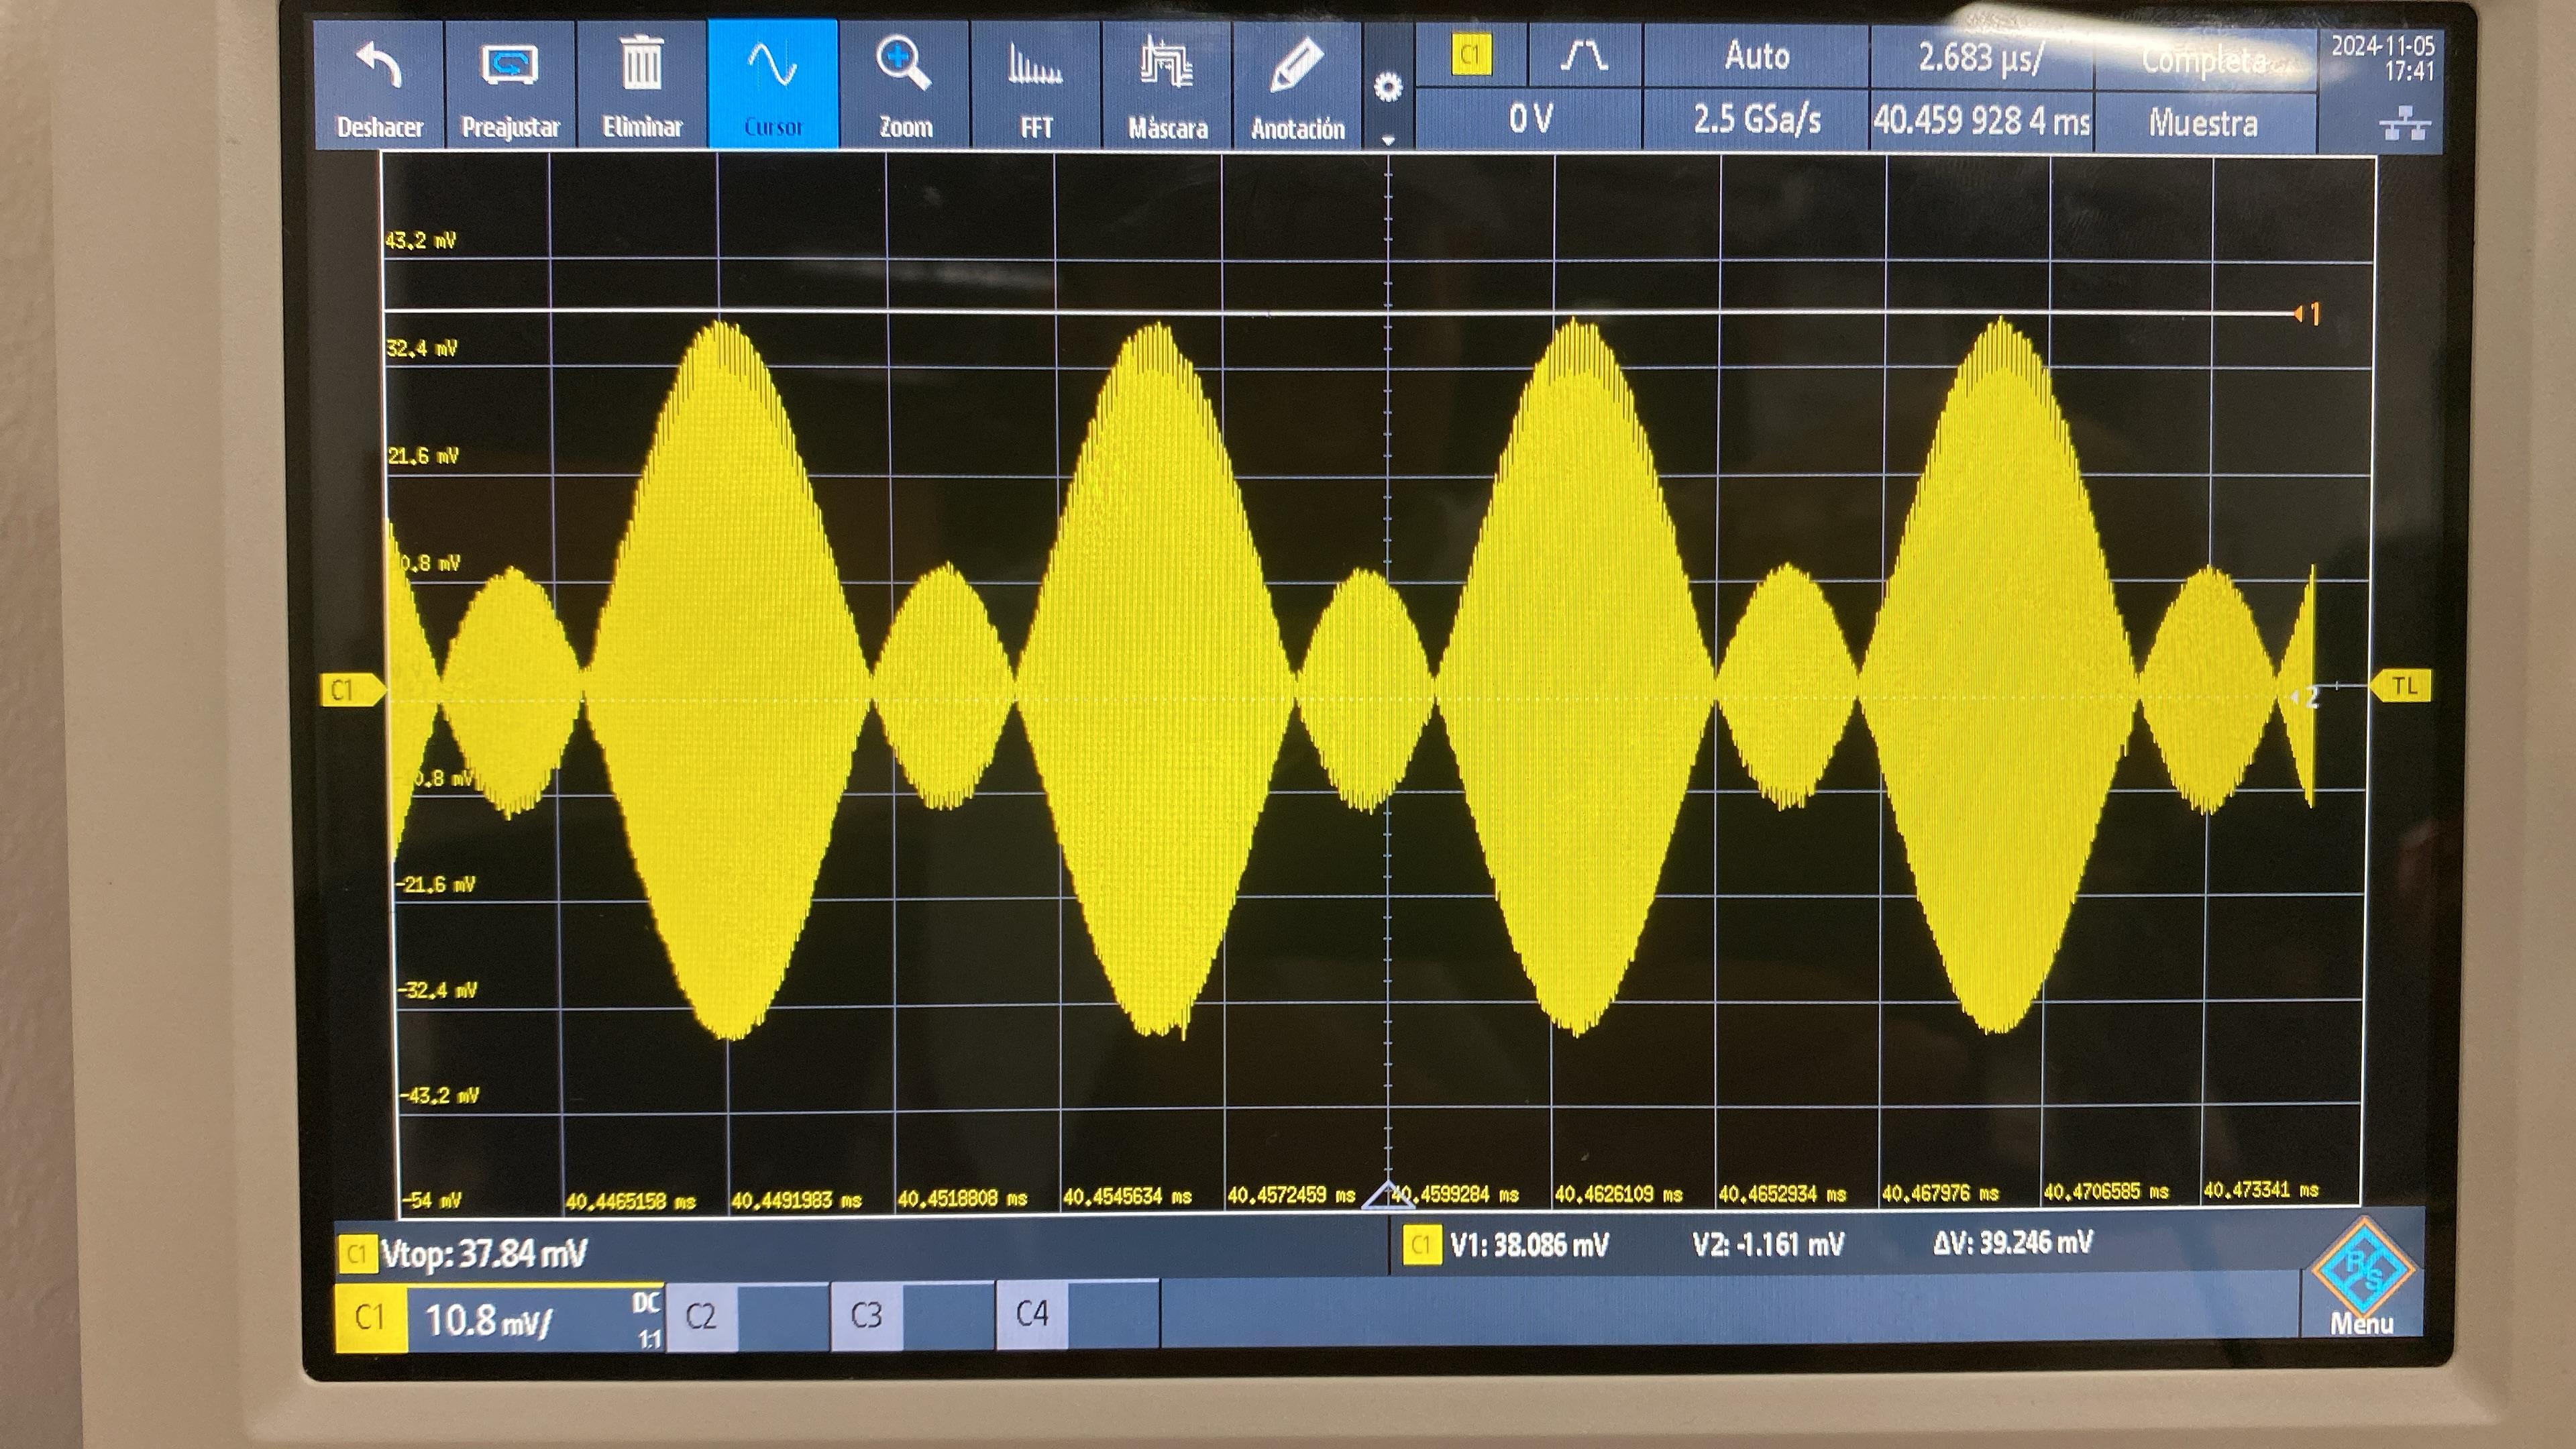 Deshacer
Preajustar
Eliminar
Cursor
Zoom
FFT
Máscara
Anotación
C1
Auto
2.683 µs/
Completa
2024-11-05
17:41
0 V
2.5 GSa/s
40.459 928 4 ms
Muestra
43.2 mV
1
32.4 mV
21.6 mV
0.8 mV
C1
TL
2
0.8 mV
-21.6 mV
-32.4 mV
-43.2 mV
-54 mV
40.4465158 ms
40.4491983 ms
40.4518808 ms
40.4545634 ms
40.4572459 ms
40.4599284 ms
40.4626109 ms
40.4652934 ms
40.467976 ms
40.4706585 ms
40.473341 ms
C1 Vtop: 37.84 mV
C1 V1: 38.086 mV V2: -1.161 mV ΔV: 39.246 mV
C1 10.8 mV/ DC
1:1
C2
C3
C4
R&S
Menu